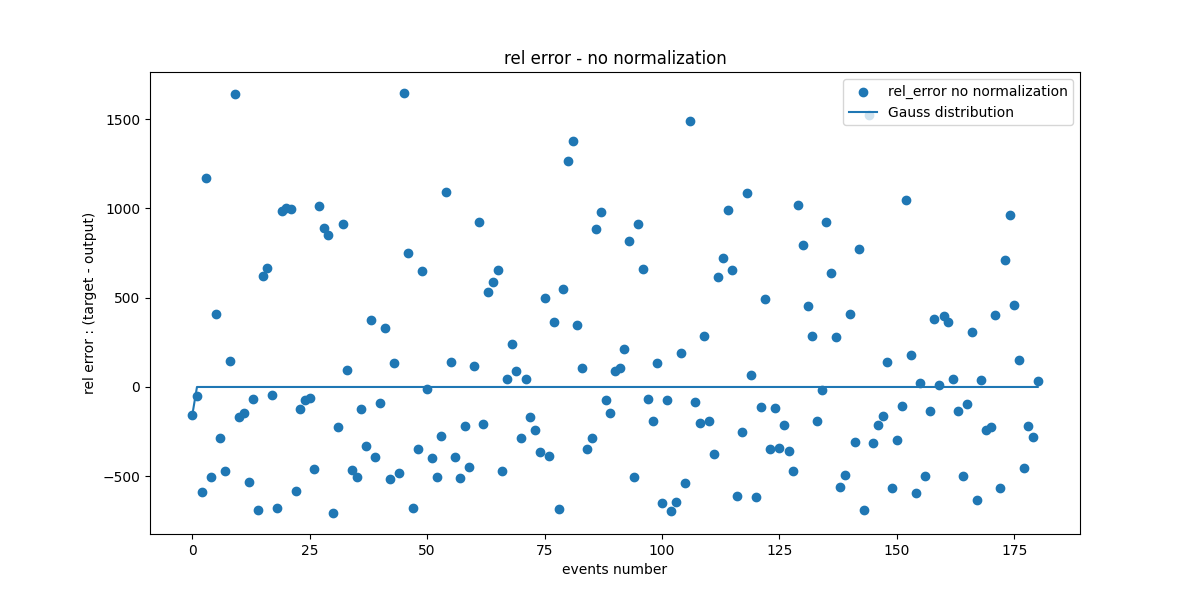 rel error - no normalization
rel_error no normalization
Gauss distribution
1500
1000
500
0
−500
rel error : (target - output)
0 25 50 75 100 125 150 175
events number